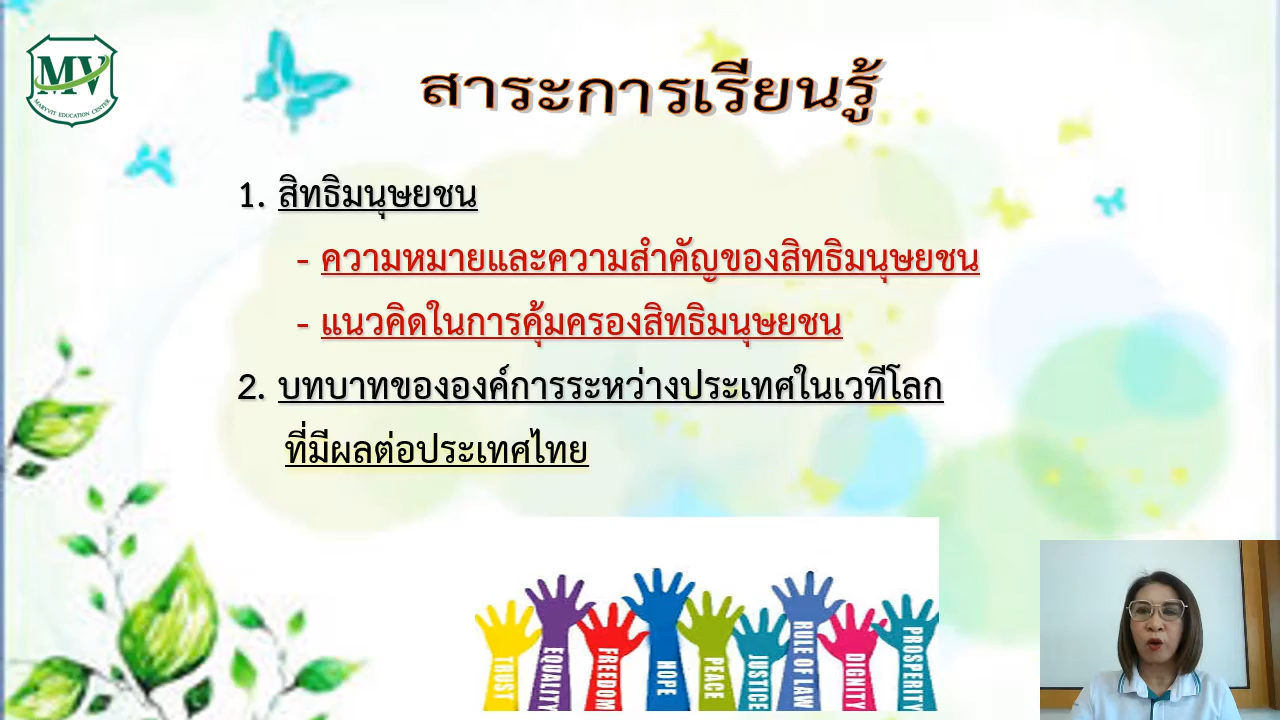 MV
MARYVIT EDUCATION CENTER
สาระการเรียนรู้
1. สิทธิมนุษยชน
- ความหมายและความสำคัญของสิทธิมนุษยชน
- แนวคิดในการคุ้มครองสิทธิมนุษยชน
2. บทบาทขององค์การระหว่างประเทศในเวทีโลก
ที่มีผลต่อประเทศไทย
TRUST
EQUALITY
FREEDOM
HOPE
PEACE
JUSTICE
RULE OF LAW
DIGNITY
PROSPERITY